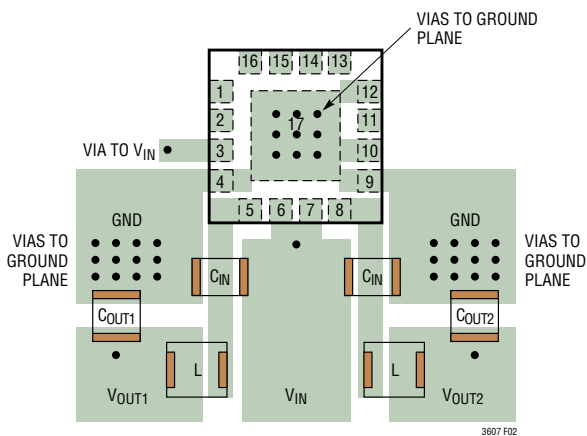 VIAS TO GROUND
PLANE
16 15 14 13
1
12
2
11
17
VIA TO VIN
3
10
4
9
5 6 7 8
GND
GND
VIAS TO
GROUND
PLANE
VIAS TO
GROUND
PLANE
CIN
CIN
COUT1
COUT2
L
L
VOUT1
VIN
VOUT2
3607 F02